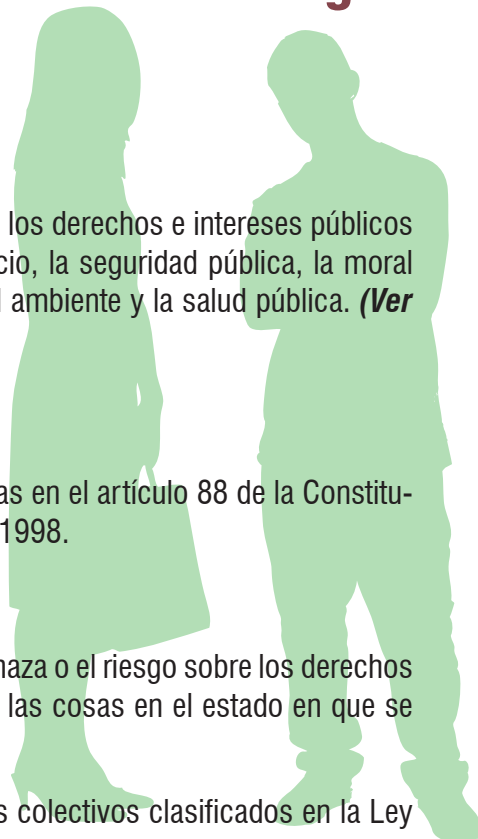 los derechos e intereses públicos
cio, la seguridad pública, la moral
ambiente y la salud pública. (Ver
as en el artículo 88 de la Constitu-
1998.
naza o el riesgo sobre los derechos
las cosas en el estado en que se
s colectivos clasificados en la Ley